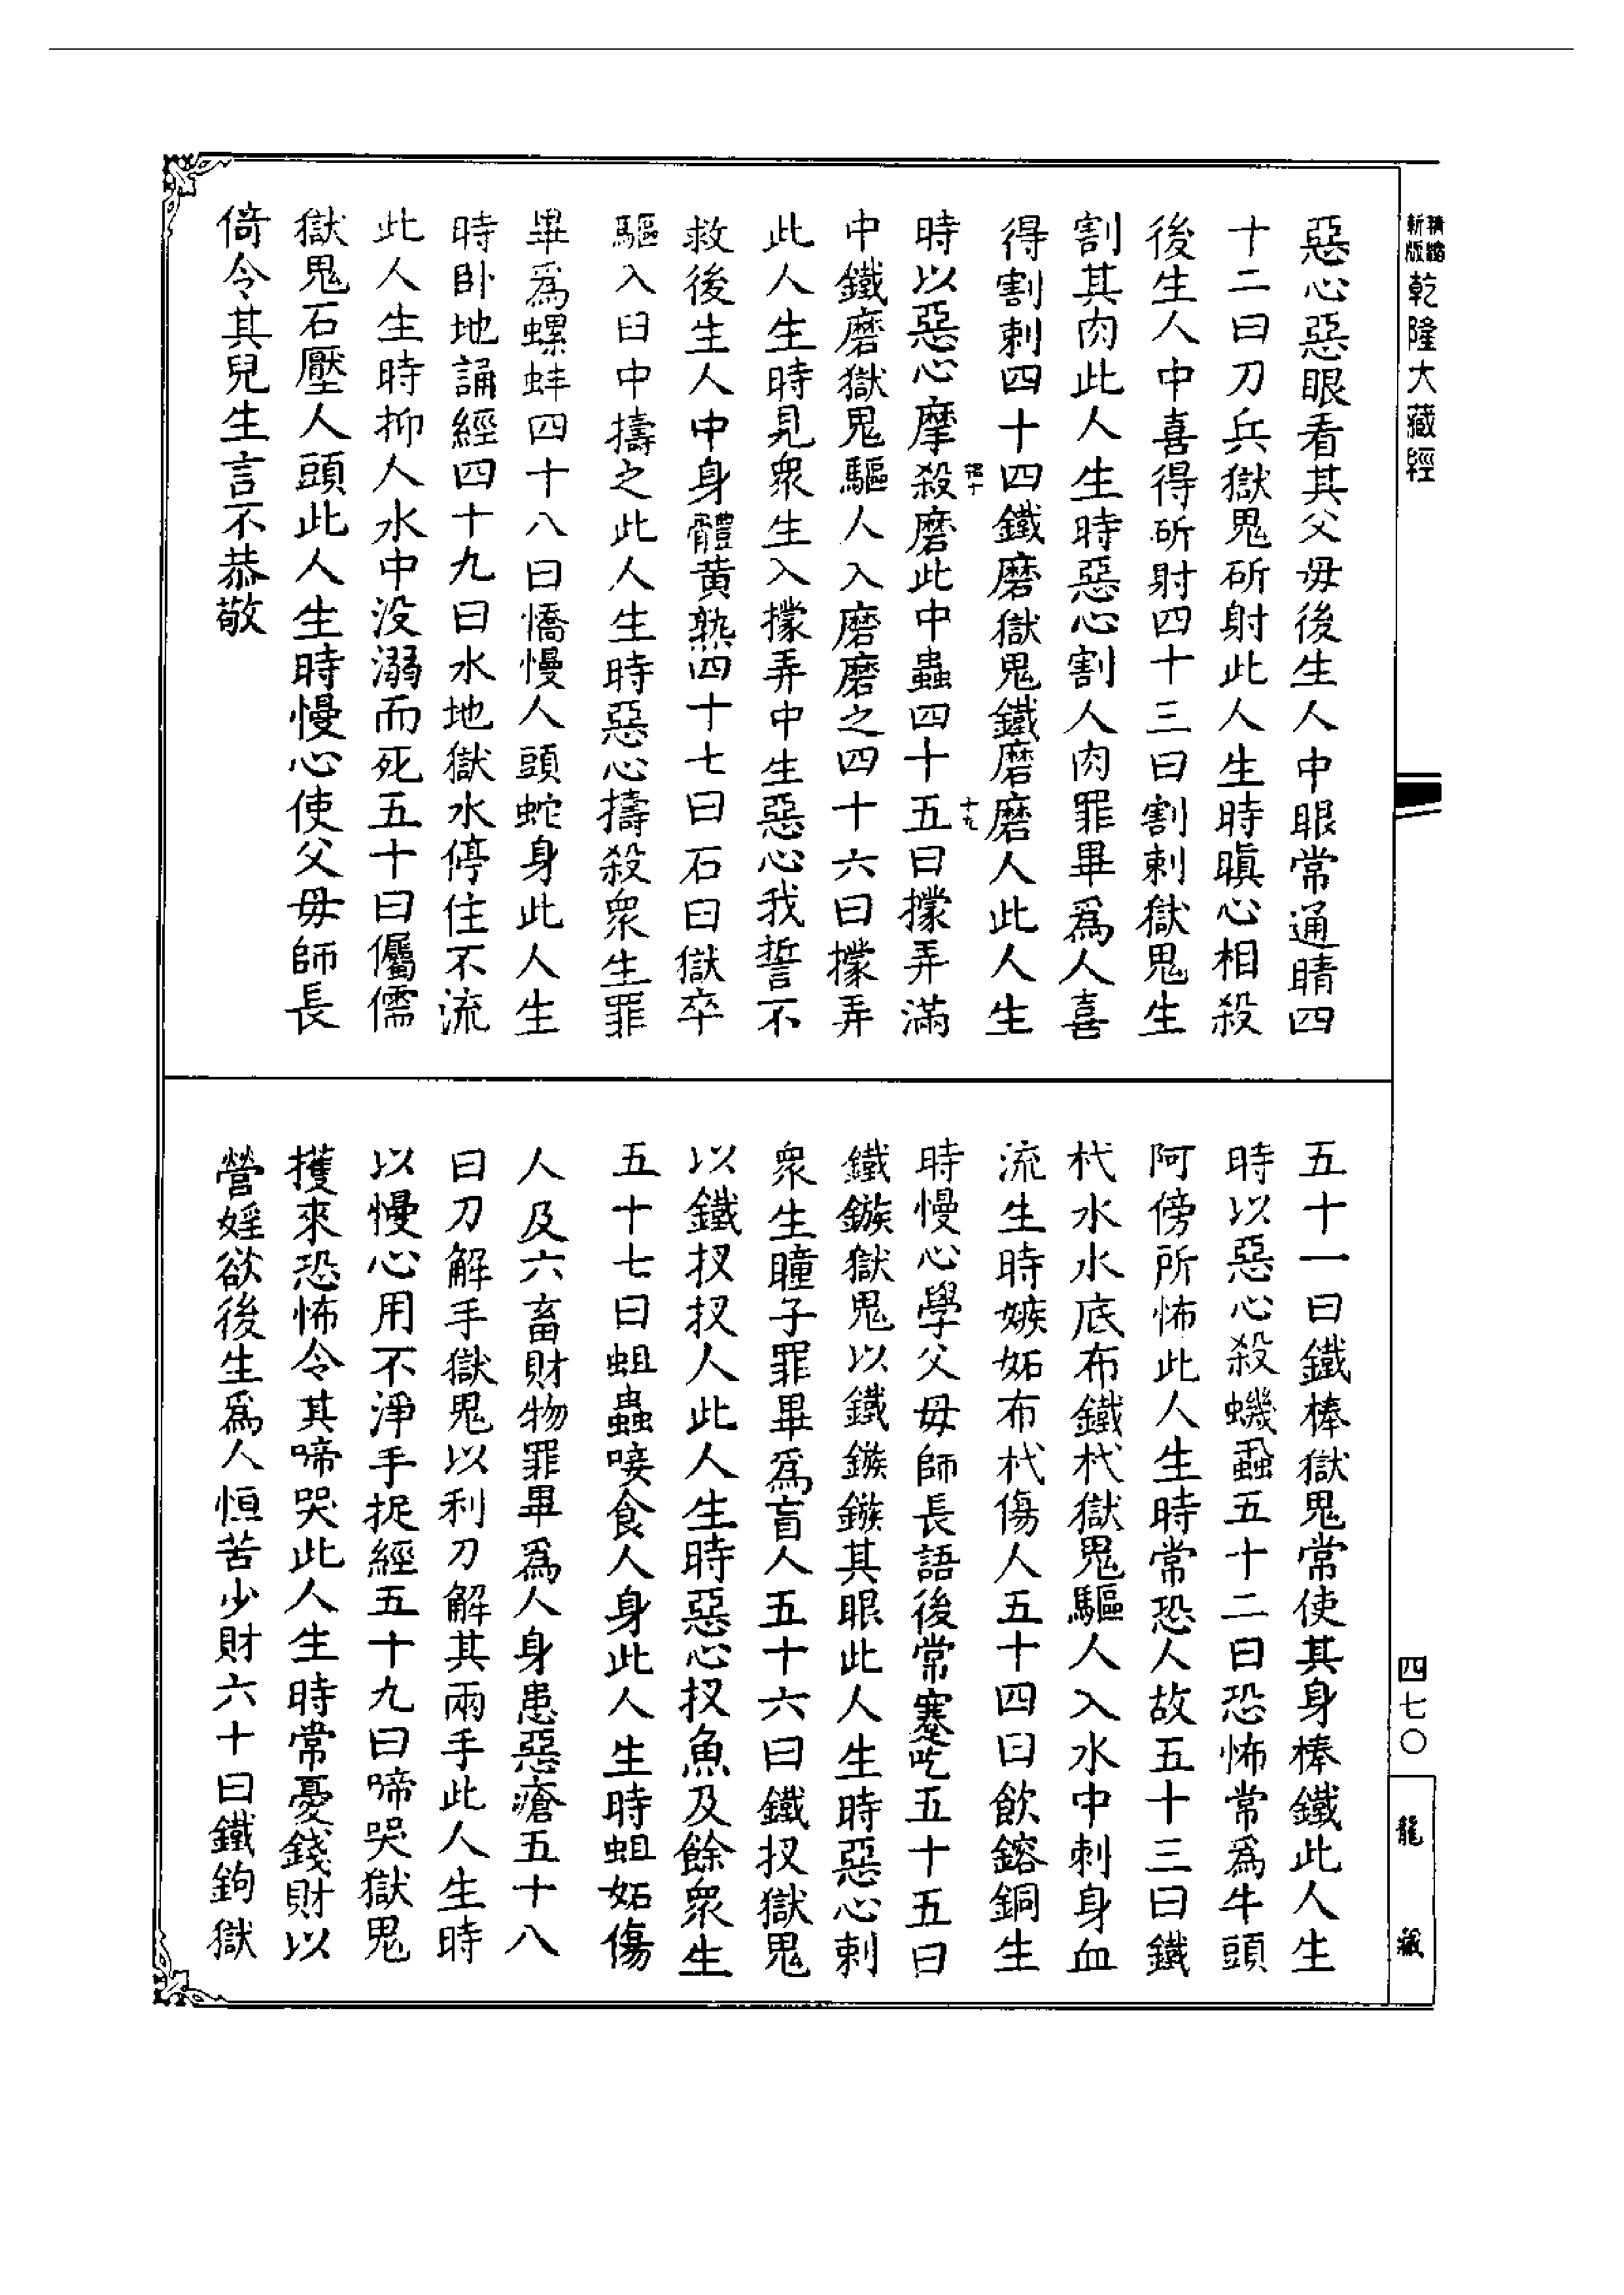 乾隆大藏經
惡心惡眼看其父毋後生人中眼常通睛四
十二曰刀兵獄鬼斫射此人生時瞋心相殺
後生人中喜得斫射四十三曰割刺獄鬼生
割其肉此人生時惡心割人肉罪畢爲人喜
得割刺四十四鐵磨獄鬼鐵磨磨人此人生
時以惡心摩殺磨此中蟲四十五曰㩚弄滿
中鐵磨獄鬼驅人入磨磨之四十六曰㩚弄
此人生時見衆生入㩚弄中生惡心我誓不
救後生人中身體黄熟四十七曰石臼獄卒
驅入臼中擣之此人生時惡心擣殺衆生罪
畢爲螺蚌四十八曰憍慢人頭蛇身此人生
時卧地誦經四十九曰水地獄水停住不流
此人生時抑人水中没溺而死五十曰儞儒
獄鬼石壓人頭此人生時慢心使父毋師長
倚令其兒生言不恭敬
五十一曰鐵棒獄鬼常使其身棒鐵此人生
時以惡心殺蟣蝨五十二曰恐怖常爲牛頭
阿傍所怖此人生時常恐人故五十三曰鐵
杙水水底布鐵杙獄鬼驅人入水中刺身血
流生時嫉妬布杙傷人五十四曰飲鎔銅生
時慢心學父毋師長語後常蹇吃五十五曰
鐵鏃獄鬼以鐵鏃鏃其眼此人生時惡心刺
衆生瞳子罪畢爲盲人五十六曰鐵杈獄鬼
以鐵杈杈人此人生時惡心杈魚及餘衆生
五十七曰蛆蟲唼食人身此人生時蛆妬傷
人及六畜財物罪畢爲人身患惡瘡五十八
曰刀解手獄鬼以利刀解其兩手此人生時
以慢心用不淨手捉經五十九曰啼哭獄鬼
擭來恐怖令其啼哭此人生時常憂錢財以
營婬欲後生爲人恒苦少財六十曰鐵鉤獄
四七〇
龍藏